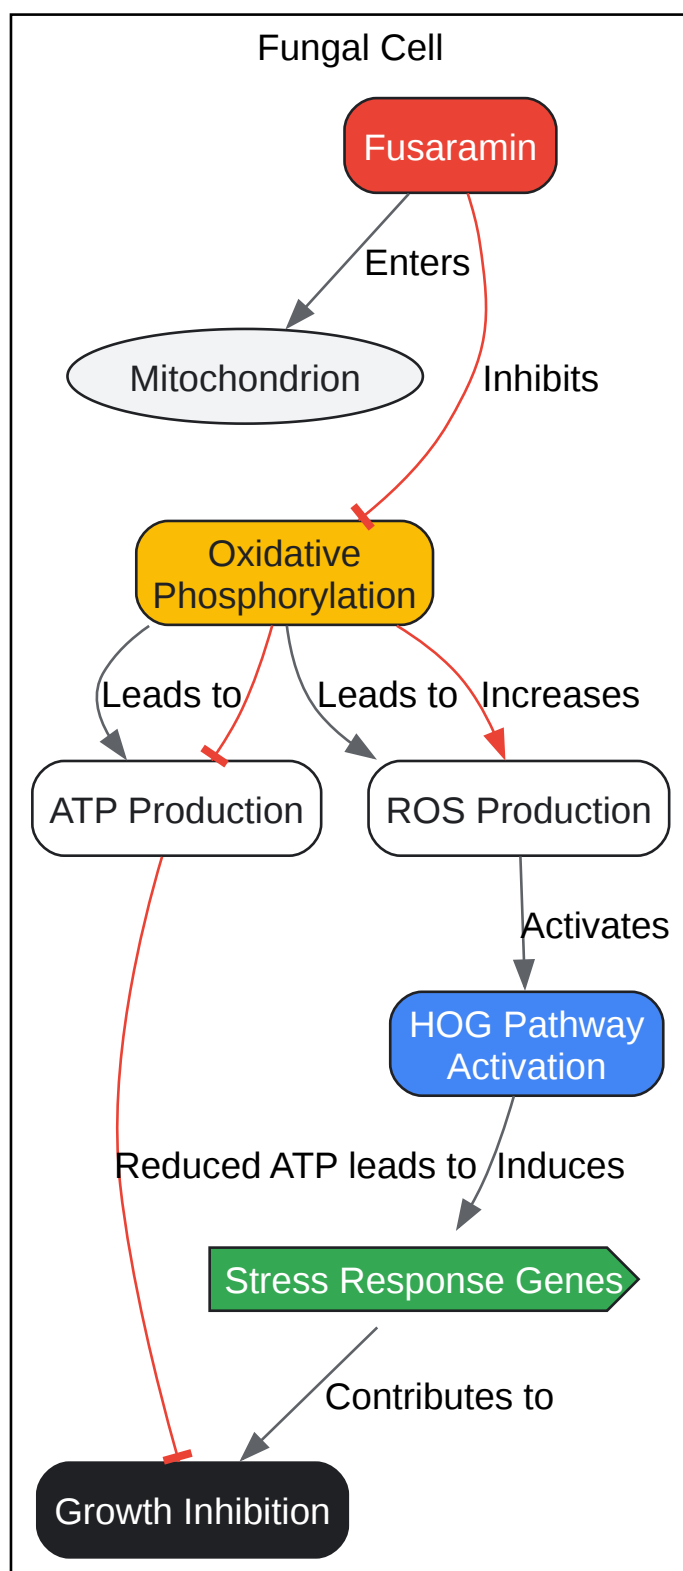 Fungal Cell
Fusaramin
Enters
Mitochondrion
Inhibits
Oxidative
Phosphorylation
Leads to
Leads to
Increases
ATP Production
ROS Production
Activates
HOG Pathway
Activation
Reduced ATP leads to
Induces
Stress Response Genes
Contributes to
Growth Inhibition